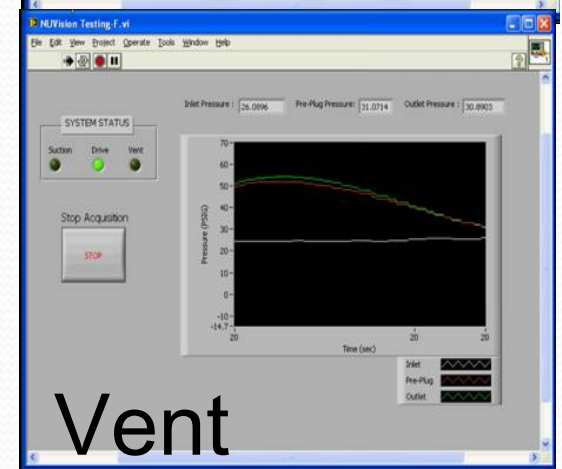 NUVision Testing-F.vi
File Edit View Project Operate Tools Window Help
Inlet Pressure : 26.0896 Pre-Plug Pressure: 31.0714 Outlet Pressure : 30.8903
SYSTEM STATUS
Suction Drive Vent
Stop Acquisition
STOP
Pressure (PSIG)
70
60
50
40
30
20
10
0
-10
-14.7
20 20 20
Time (sec)
Inlet
Pre-Plug
Outlet
Vent